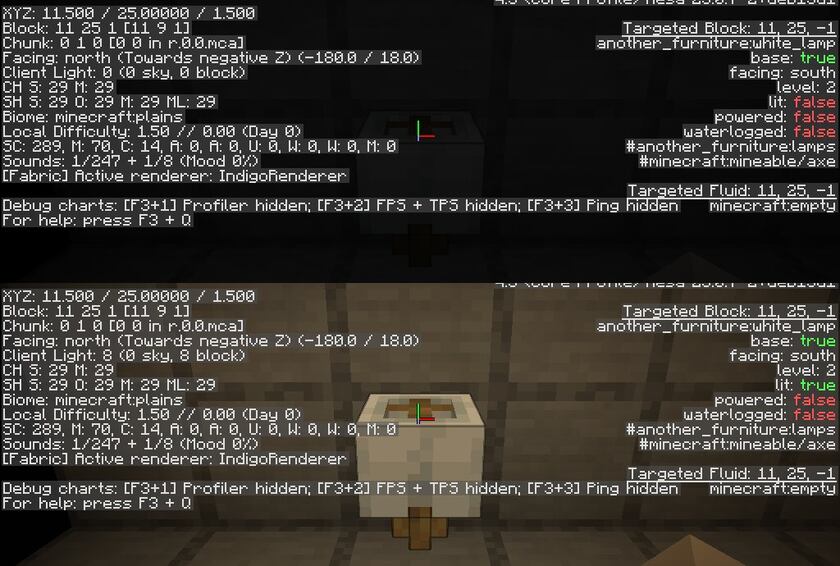 XYZ: 11.500 / 25.00000 / 1.500
Block: 11 25 1 [11 9 1]
Chunk: 0 1 0 [0 0 in r.0.0.mca]
Facing: north (Towards negative Z) (-180.0 / 18.0)
Client Light: 0 (0 sky, 0 block)
CH S: 29 M: 29
SH S: 29 O: 29 M: 29 ML: 29
Biome: minecraft:plains
Local Difficulty: 1.50 // 0.00 (Day 0)
SC: 289, M: 70, C: 14, A: 0, A: 0, U: 0, W: 0, W: 0, M: 0
Sounds: 1/247 + 1/8 (Mood 0%)
[Fabric] Active renderer: IndigoRenderer
Debug charts: [F3+1] Profiler hidden; [F3+2] FPS + TPS hidden; [F3+3] Ping hidden
For help: press F3 + Q
Targeted Block: 11, 25, -1
another_furniture:white_lamp
base: true
facing: south
level: 2
lit: false
powered: false
waterlogged: false
#another_furniture:lamps
#minecraft:mineable/axe
Targeted Fluid: 11, 25, -1
minecraft:empty
XYZ: 11.500 / 25.00000 / 1.500
Block: 11 25 1 [11 9 1]
Chunk: 0 1 0 [0 0 in r.0.0.mca]
Facing: north (Towards negative Z) (-180.0 / 18.0)
Client Light: 8 (0 sky, 8 block)
CH S: 29 M: 29
SH S: 29 O: 29 M: 29 ML: 29
Biome: minecraft:plains
Local Difficulty: 1.50 // 0.00 (Day 0)
SC: 289, M: 70, C: 14, A: 0, A: 0, U: 0, W: 0, W: 0, M: 0
Sounds: 1/247 + 1/8 (Mood 0%)
[Fabric] Active renderer: IndigoRenderer
Debug charts: [F3+1] Profiler hidden; [F3+2] FPS + TPS hidden; [F3+3] Ping hidden
For help: press F3 + Q
Targeted Block: 11, 25, -1
another_furniture:white_lamp
base: true
facing: south
level: 2
lit: true
powered: false
waterlogged: false
#another_furniture:lamps
#minecraft:mineable/axe
Targeted Fluid: 11, 25, -1
minecraft:empty